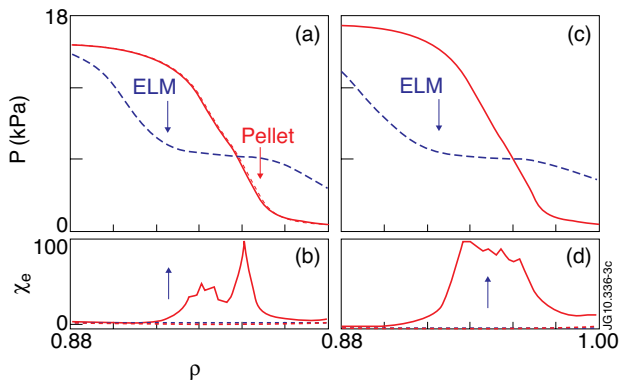 18
(a)
(c)
ELM
ELM
P (kPa)
Pellet
0
100
(b)
(d)
χe
0
0.88
0.88
1.00
ρ
JG10.336-3c